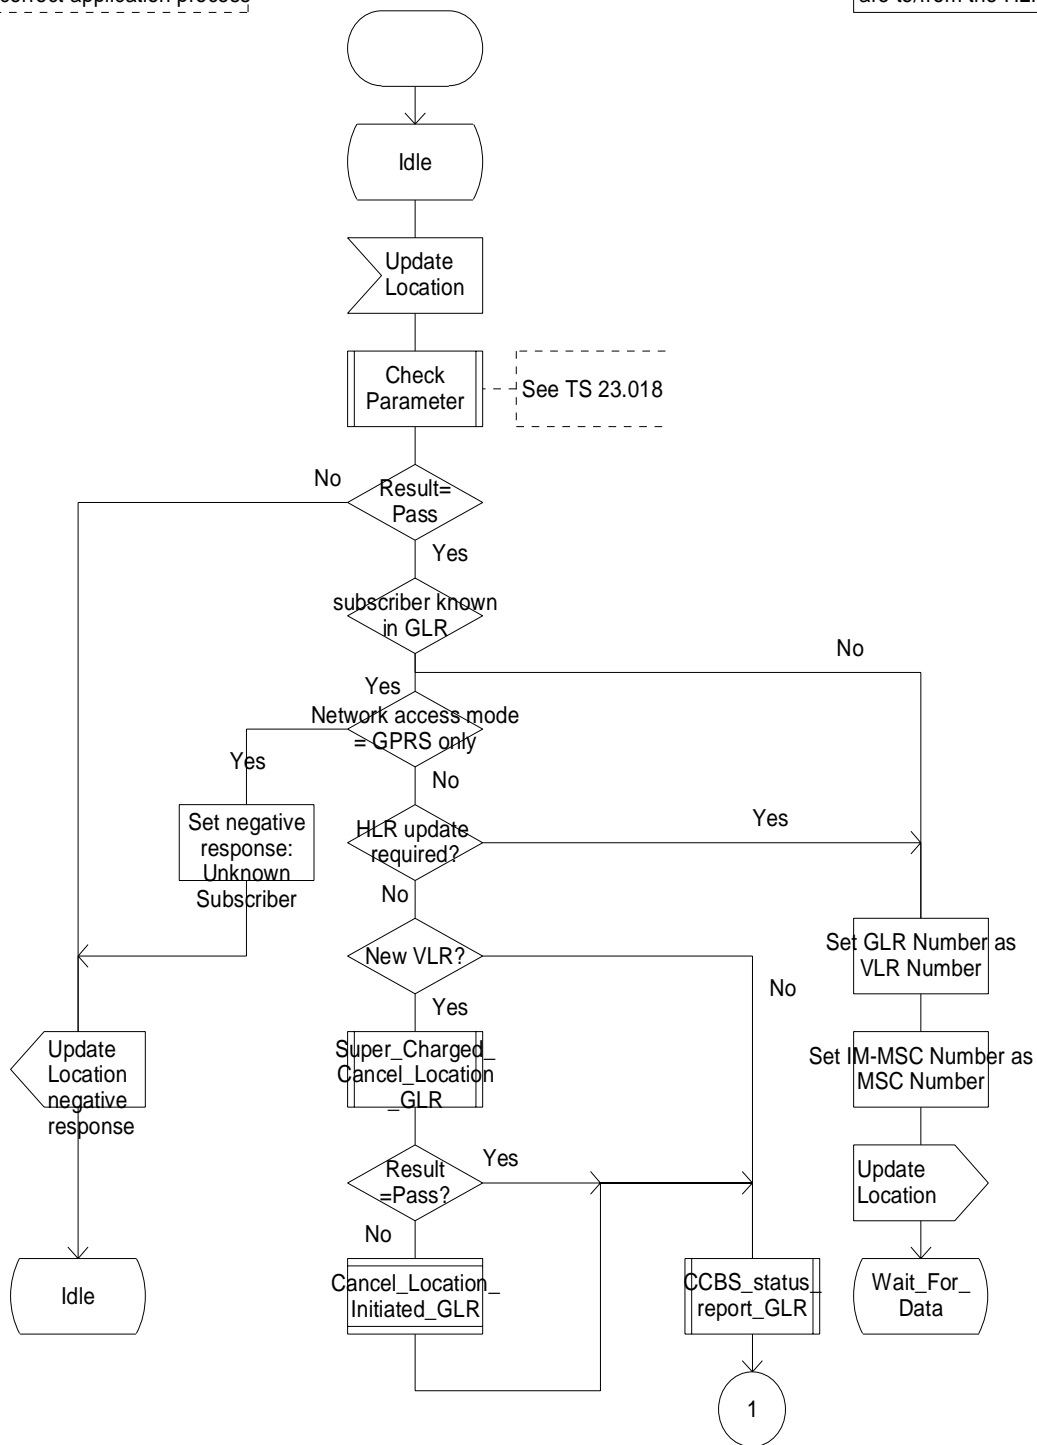 correct application process
Idle
Update
Location
Check
Parameter
See TS 23.018
No
Result=
Pass
Yes
subscriber known
in GLR
No
Yes
Network access mode
= GPRS only
Yes
No
Set negative
response:
Unknown
Subscriber
HLR update
required?
Yes
No
New VLR?
No
Set GLR Number as
VLR Number
Yes
Update
Location
negative
response
Super_Charged_
Cancel_Location
_GLR
Set IM-MSC Number as
MSC Number
Result
=Pass?
Yes
Update
Location
No
Idle
Cancel_Location_
Initiated_GLR
CCBS_status_
report_GLR
Wait_For_
Data
1